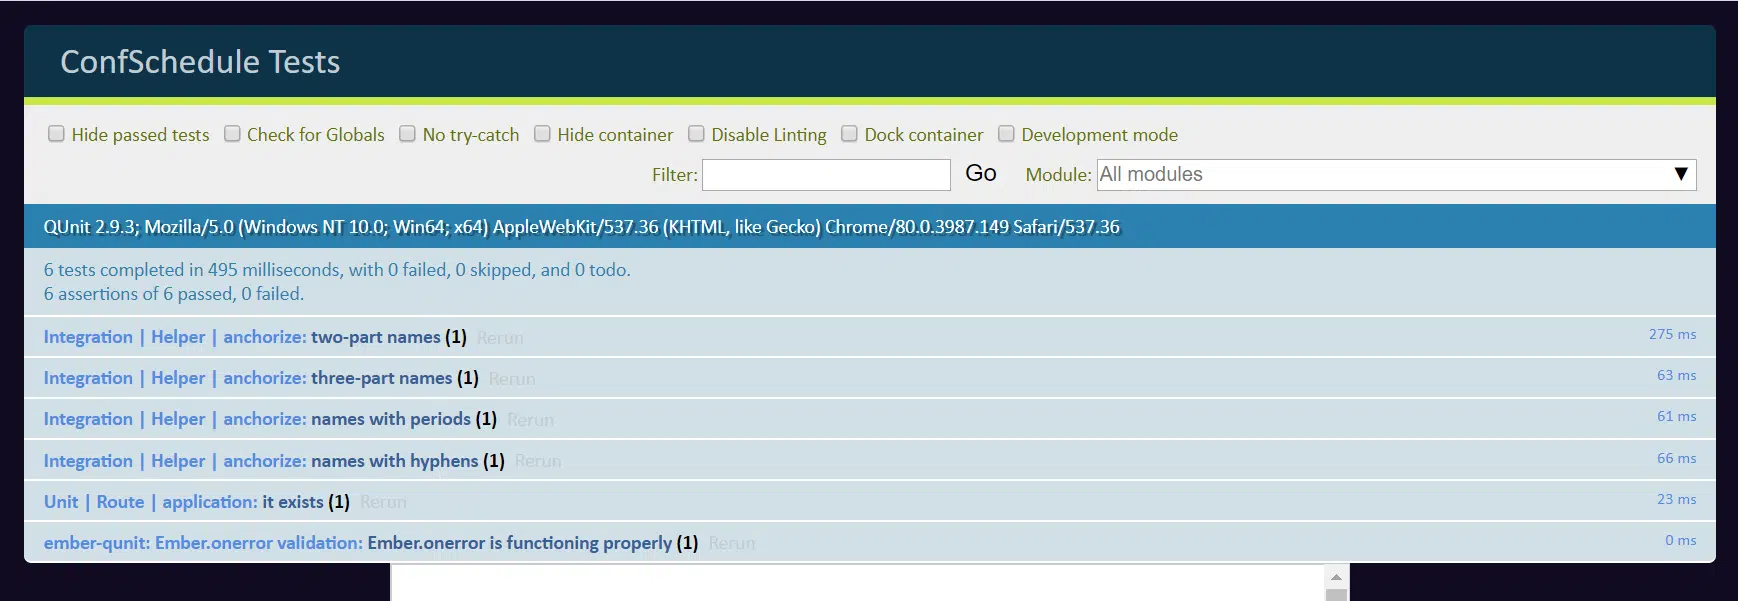 ConfSchedule Tests
Hide passed tests Check for Globals No try-catch Hide container Disable Linting Dock container Development mode
Filter: Go Module: All modules ▼
QUnit 2.9.3; Mozilla/5.0 (Windows NT 10.0; Win64; x64) AppleWebKit/537.36 (KHTML, like Gecko) Chrome/80.0.3987.149 Safari/537.36
6 tests completed in 495 milliseconds, with 0 failed, 0 skipped, and 0 todo.
6 assertions of 6 passed, 0 failed.
Integration | Helper | anchorize: two-part names (1) Rerun 275 ms
Integration | Helper | anchorize: three-part names (1) Rerun 63 ms
Integration | Helper | anchorize: names with periods (1) Rerun 61 ms
Integration | Helper | anchorize: names with hyphens (1) Rerun 66 ms
Unit | Route | application: it exists (1) Rerun 23 ms
ember-qunit: Ember.onerror validation: Ember.onerror is functioning properly (1) Rerun 0 ms